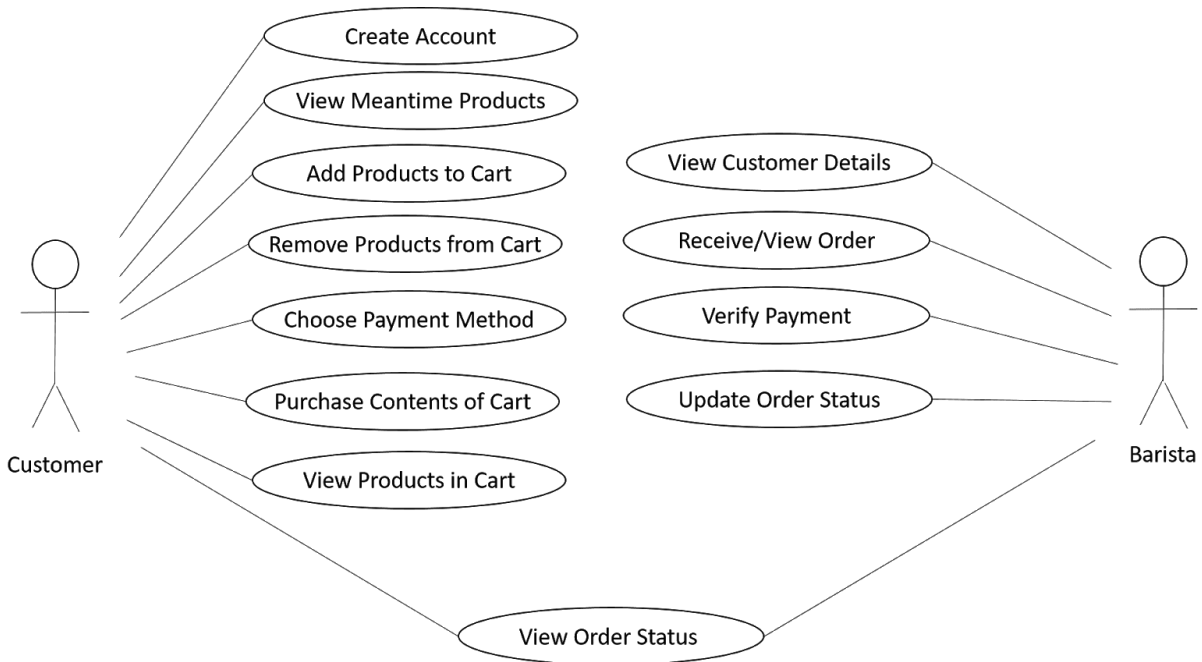 Create Account
View Meantime Products
Add Products to Cart
Remove Products from Cart
Choose Payment Method
Purchase Contents of Cart
View Products in Cart
Customer
View Customer Details
Receive/View Order
Verify Payment
Update Order Status
Barista
View Order Status